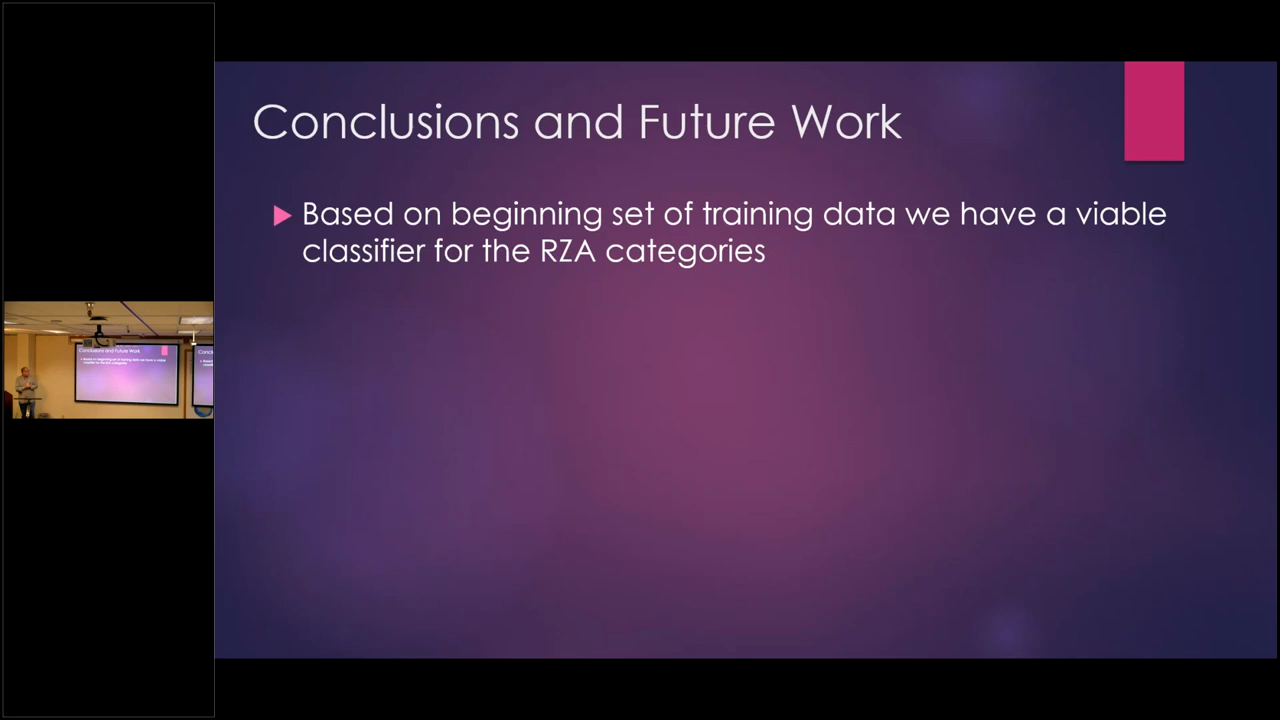 Conclusions and Future Work
Based on beginning set of training data we have a viable
classifier for the RZA categories